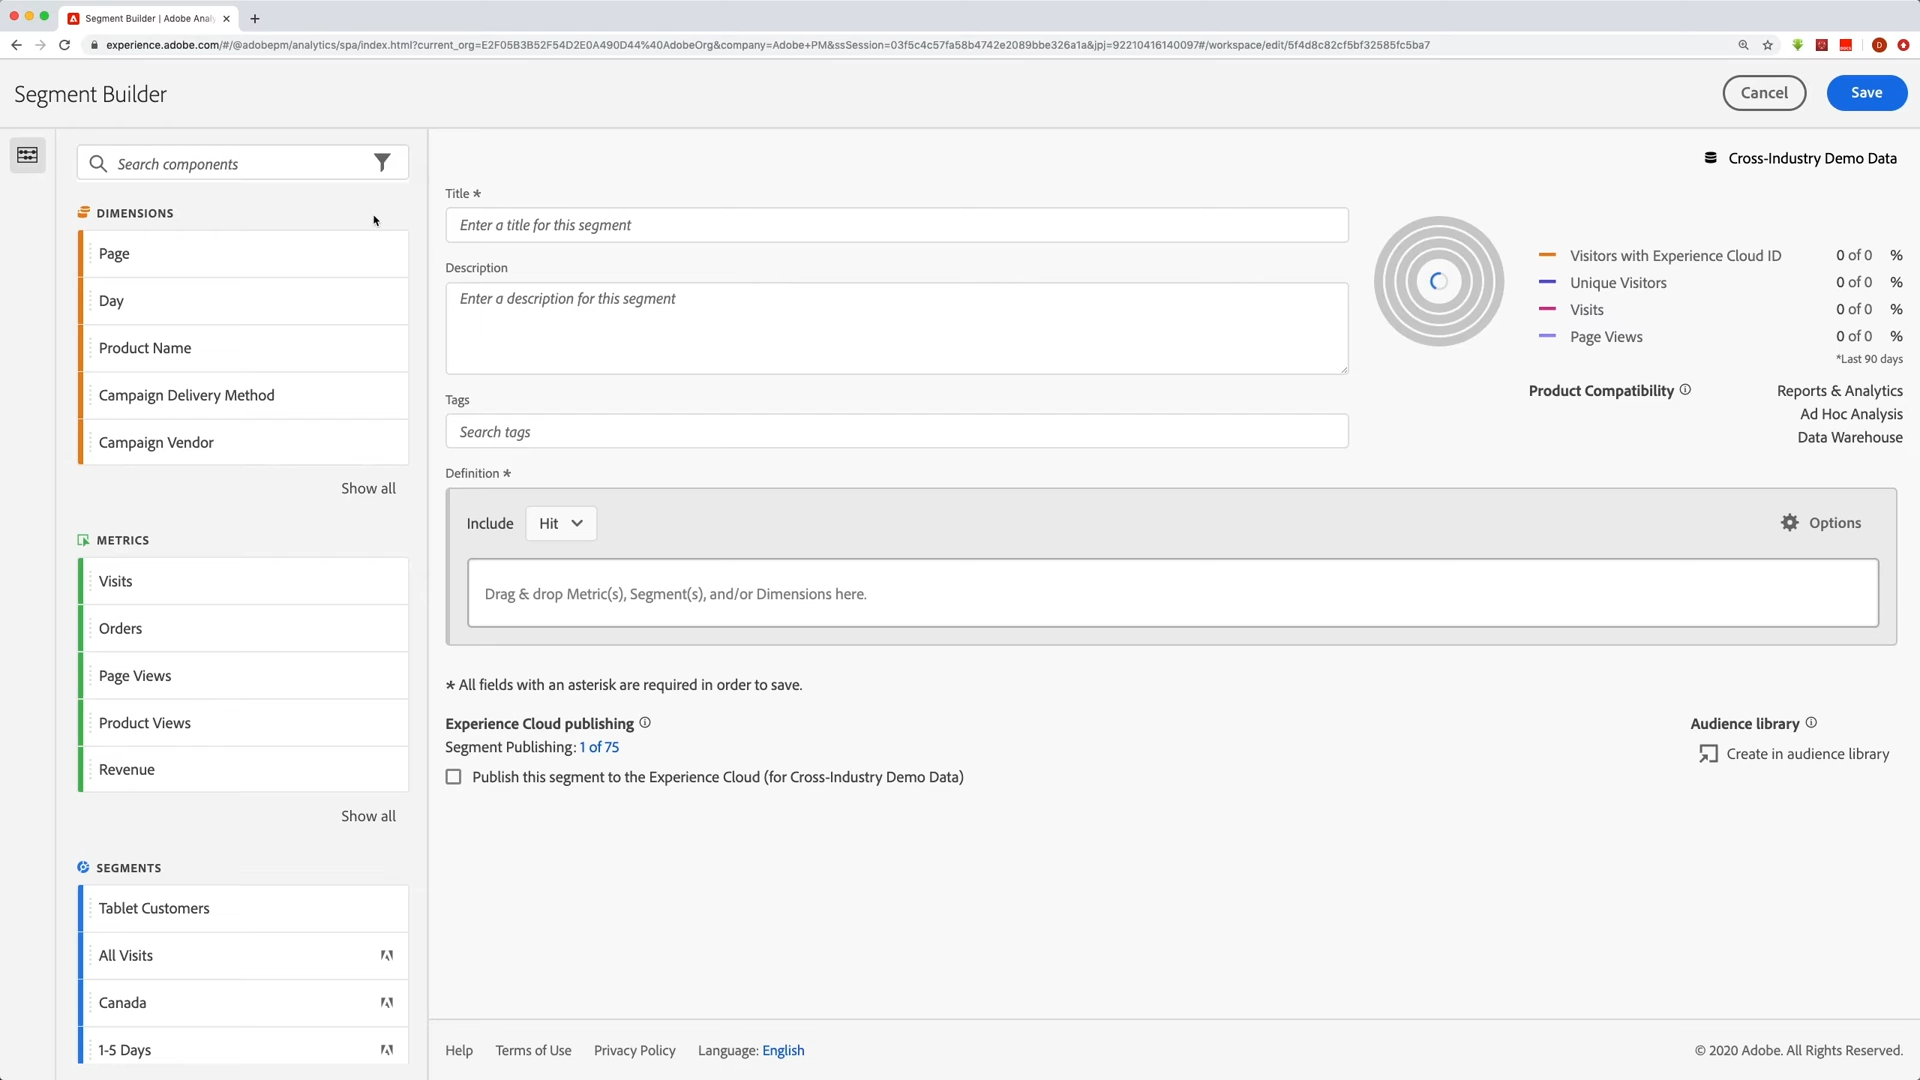 Segment Builder | Adobe Anal
experience.adobe.com/#/@adobepm/analytics/spa/index.html?current_org=E2F05B3B52F54D2E0A490D44%40AdobeOrg&company=Adobe+PM&ssSession=03f5c4c57fa58b4742e2089bbe326a1a&jpj=92210416140097#/workspace/edit/5f4d8c82cf5bf32585fc5ba7
D
Segment Builder
Cancel
Save
Search components
DIMENSIONS
Page
Day
Product Name
Campaign Delivery Method
Campaign Vendor
Show all
METRICS
Visits
Orders
Page Views
Product Views
Revenue
Show all
SEGMENTS
Tablet Customers
All Visits
Canada
1-5 Days
Cross-Industry Demo Data
Title *
Enter a title for this segment
Description
Enter a description for this segment
Tags
Search tags
Visitors with Experience Cloud ID 0 of 0 %
Unique Visitors 0 of 0 %
Visits 0 of 0 %
Page Views 0 of 0 %
*Last 90 days
Product Compatibility Reports & Analytics
Ad Hoc Analysis
Data Warehouse
Definition *
Include Hit Options
Drag & drop Metric(s), Segment(s), and/or Dimensions here.
* All fields with an asterisk are required in order to save.
Experience Cloud publishing
Segment Publishing: 1 of 75
Publish this segment to the Experience Cloud (for Cross-Industry Demo Data)
Audience library
Create in audience library
Help Terms of Use Privacy Policy Language: English
© 2020 Adobe. All Rights Reserved.